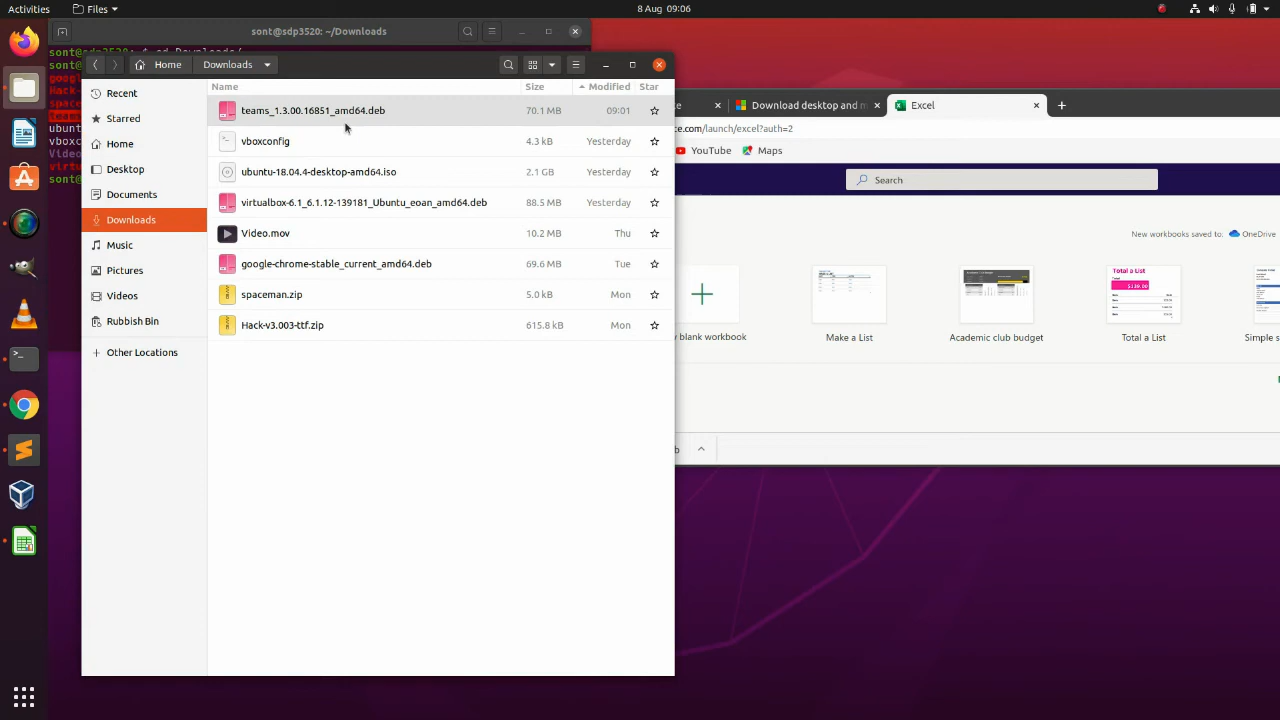 Activities Files 8 Aug 09:06
sont@sdp3520: ~/Downloads
Home Downloads
Name Size Modified Star
teams_1.3.00.16851_amd64.deb 70.1 MB 09:01
vboxconfig 4.3 kB Yesterday
ubuntu-18.04.4-desktop-amd64.iso 2.1 GB Yesterday
virtualbox-6.1_6.1.12-139181_Ubuntu_eoan_amd64.deb 88.5 MB Yesterday
Video.mov 10.2 MB Thu
google-chrome-stable_current_amd64.deb 69.6 MB Tue
spaceman.zip 5.0 kB Mon
Hack-v3.003-ttf.zip 615.8 kB Mon
Recent
Starred
Home
Desktop
Documents
Downloads
Music
Pictures
Videos
Rubbish Bin
Other Locations
Download desktop and m Excel
ce.com/launch/excel?auth=2
YouTube Maps
Search
New workbooks saved to: OneDrive
w blank workbook
Make a List
Academic club budget
Total a List
Total a List
$139.00
Simple s